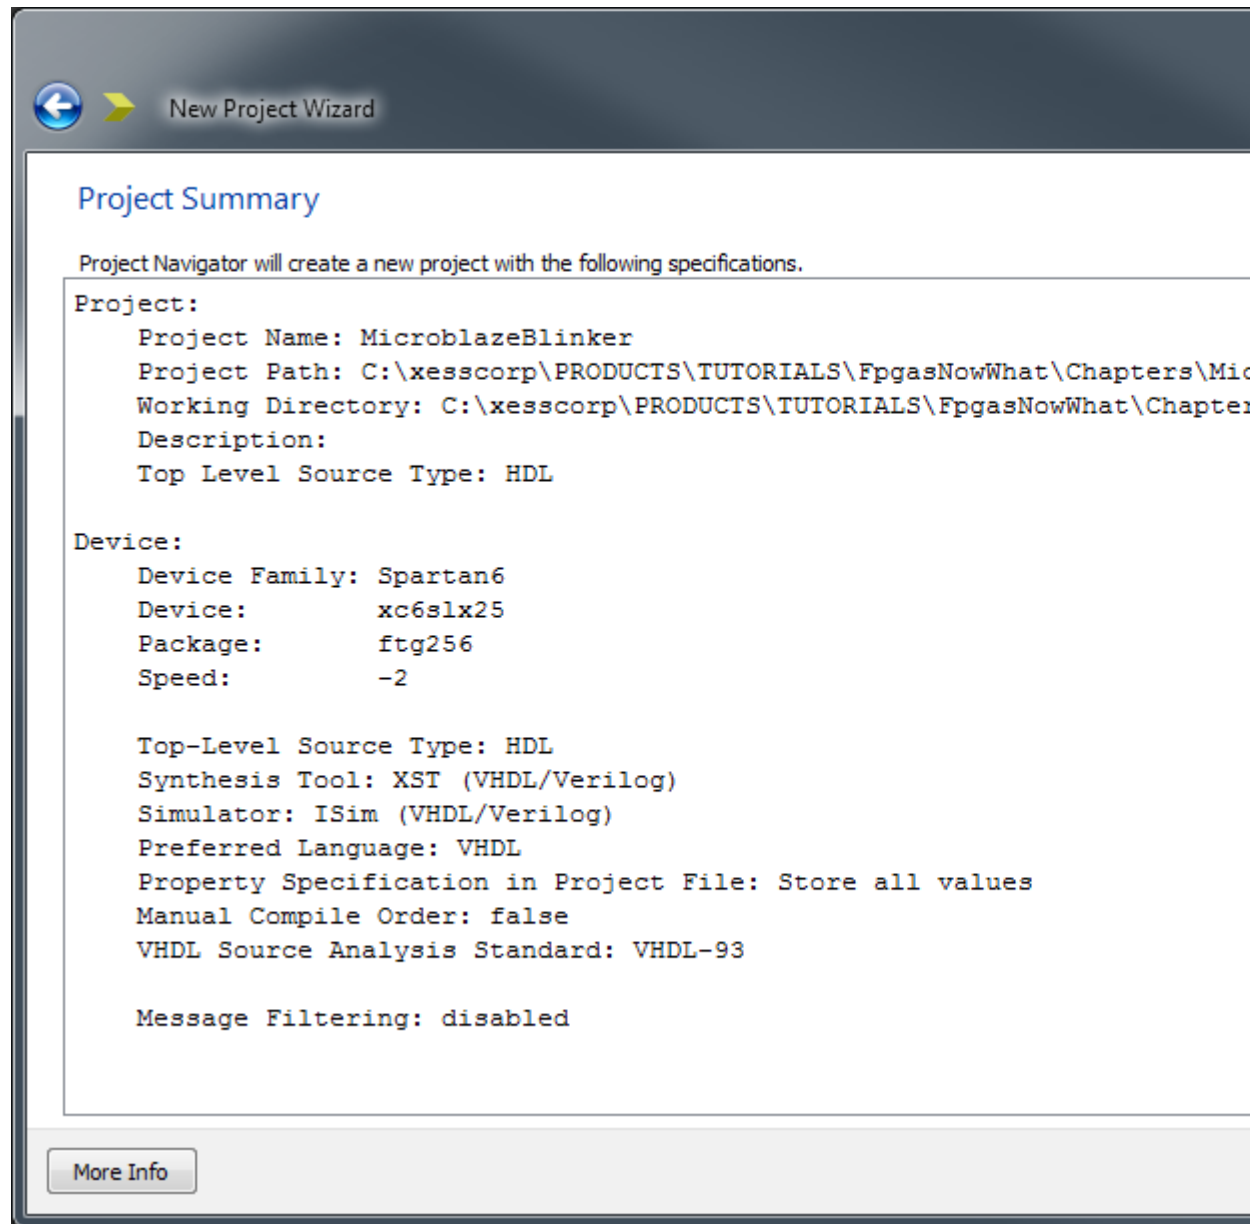 New Project Wizard
Project Summary
Project Navigator will create a new project with the following specifications.
Project:
    Project Name: MicroblazeBlinker
    Project Path: C:\xesscorp\PRODUCTS\TUTORIALS\FpgasNowWhat\Chapters\Mic
    Working Directory: C:\xesscorp\PRODUCTS\TUTORIALS\FpgasNowWhat\Chapter
    Description:
    Top Level Source Type: HDL
Device:
    Device Family: Spartan6
    Device:        xc6slx25
    Package:       ftg256
    Speed:         -2
    Top-Level Source Type: HDL
    Synthesis Tool: XST (VHDL/Verilog)
    Simulator: ISim (VHDL/Verilog)
    Preferred Language: VHDL
    Property Specification in Project File: Store all values
    Manual Compile Order: false
    VHDL Source Analysis Standard: VHDL-93
    Message Filtering: disabled
More Info